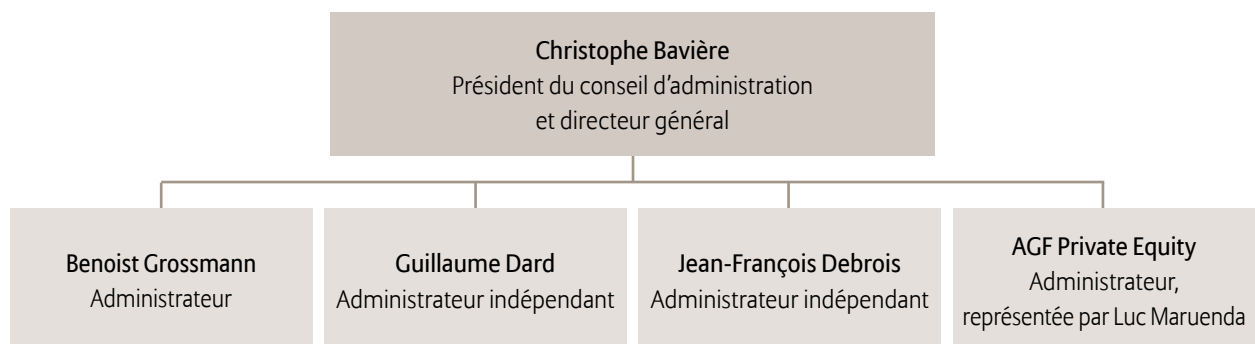 Christophe Bavière
Président du conseil d'administration
et directeur général
Benoist Grossmann
Administrateur
Guillaume Dard
Administrateur indépendant
Jean-François Debrois
Administrateur indépendant
AGF Private Equity
Administrateur,
représentée par Luc Maruenda